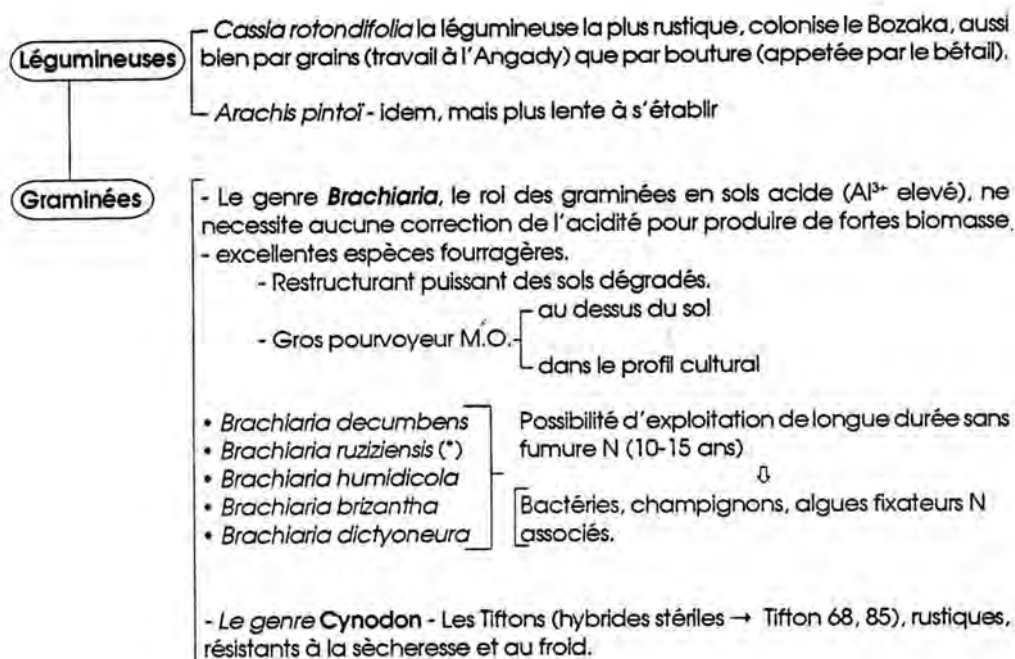 Légumineuses
Cassia rotondifolia la légumineuse la plus rustique, colonise le Bozaka, aussi
bien par grains (travail à l'Angady) que par bouture (appetée par le bétail).
Arachis pintoï - idem, mais plus lente à s'établir
Graminées
- Le genre Brachiaria, le roi des graminées en sols acide (Al³⁺ elevé), ne
necessite aucune correction de l'acidité pour produire de fortes biomasse.
- excellentes espèces fourragères.
- Restructurant puissant des sols dégradés.
- Gros pourvoyeur M.O.
au dessus du sol
dans le profil cultural
• Brachiaria decumbens
• Brachiaria ruziziensis (*)
• Brachiaria humidicola
• Brachiaria brizantha
• Brachiaria dictyoneura
Possibilité d'exploitation de longue durée sans
fumure N (10-15 ans)
⇩
Bactéries, champignons, algues fixateurs N
associés.
- Le genre Cynodon - Les Tiftons (hybrides stériles → Tifton 68, 85), rustiques,
résistants à la sècheresse et au froid.